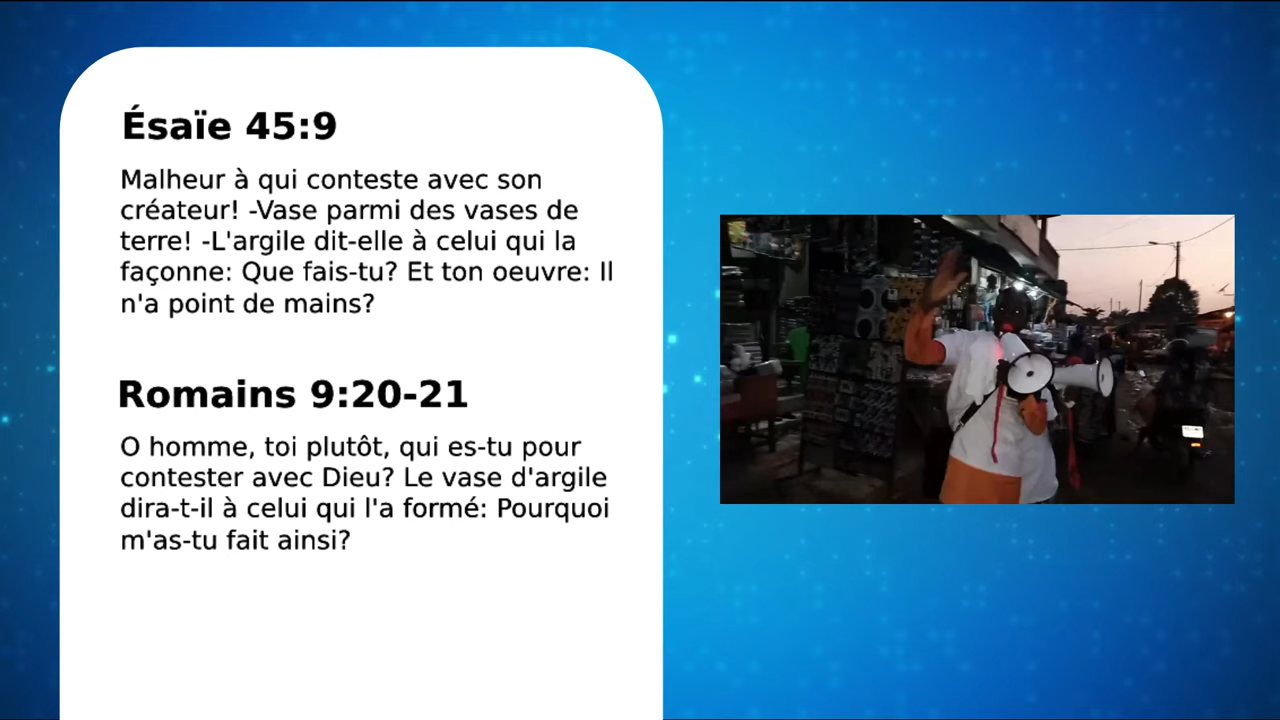 Ésaïe 45:9
Malheur à qui conteste avec son
créateur! -Vase parmi des vases de
terre! -L'argile dit-elle à celui qui la
façonne: Que fais-tu? Et ton oeuvre: Il
n'a point de mains?
Romains 9:20-21
O homme, toi plutôt, qui es-tu pour
contester avec Dieu? Le vase d'argile
dira-t-il à celui qui l'a formé: Pourquoi
m'as-tu fait ainsi?